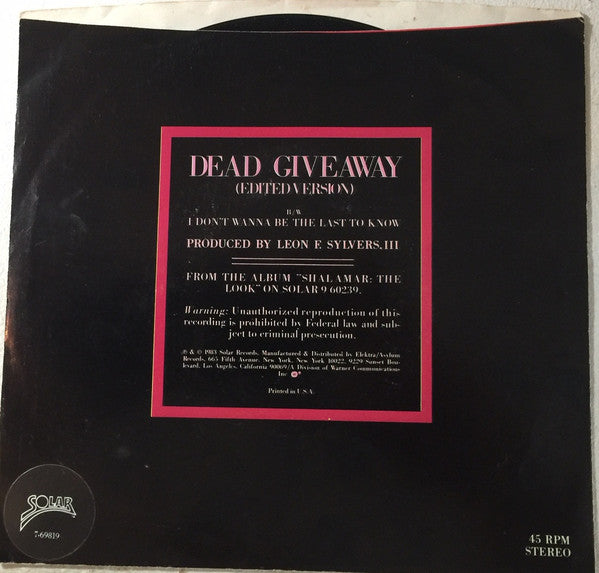 DEAD GIVEAWAY
(EDITED VERSION)
B/W
I DON'T WANNA BE THE LAST TO KNOW
PRODUCED BY LEON F. SYLVERS, III
FROM THE ALBUM "SHALAMAR: THE
LOOK" ON SOLAR 9 60239.
Warning: Unauthorized reproduction of this
recording is prohibited by Federal law and sub-
ject to criminal presecution.
℗ & © 1983 Solar Records, Manufactured & Distributed by Elektra/Asylum
Records, 665 Fifth Avenue, New York, New York 10022, 9229 Sunset Bou-
levard, Los Angeles, California 90069/A Division of Warner Communications
Inc
Printed in U.S.A.
SOLAR
7-69819
45 RPM
STEREO